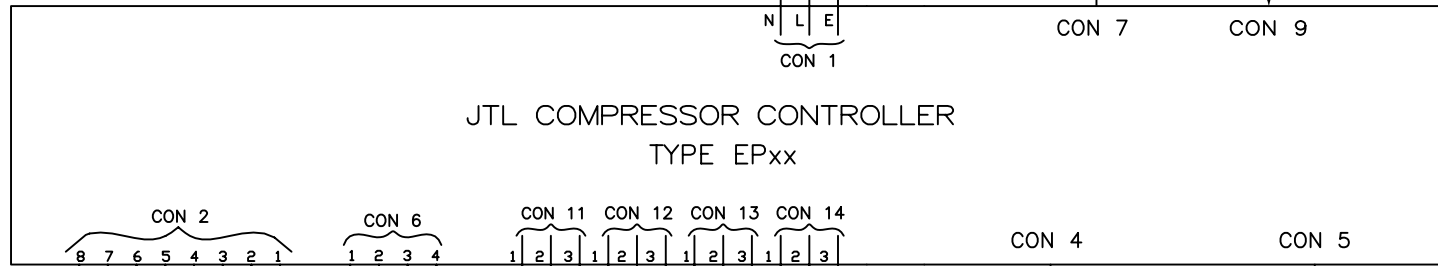 N L E
CON 7 CON 9
CON 1
JTL COMPRESSOR CONTROLLER
TYPE EPxx
CON 2 CON 6 CON 11 CON 12 CON 13 CON 14 CON 4 CON 5
8 7 6 5 4 3 2 1 1 2 3 4 1 2 3 1 2 3 1 2 3 1 2 3